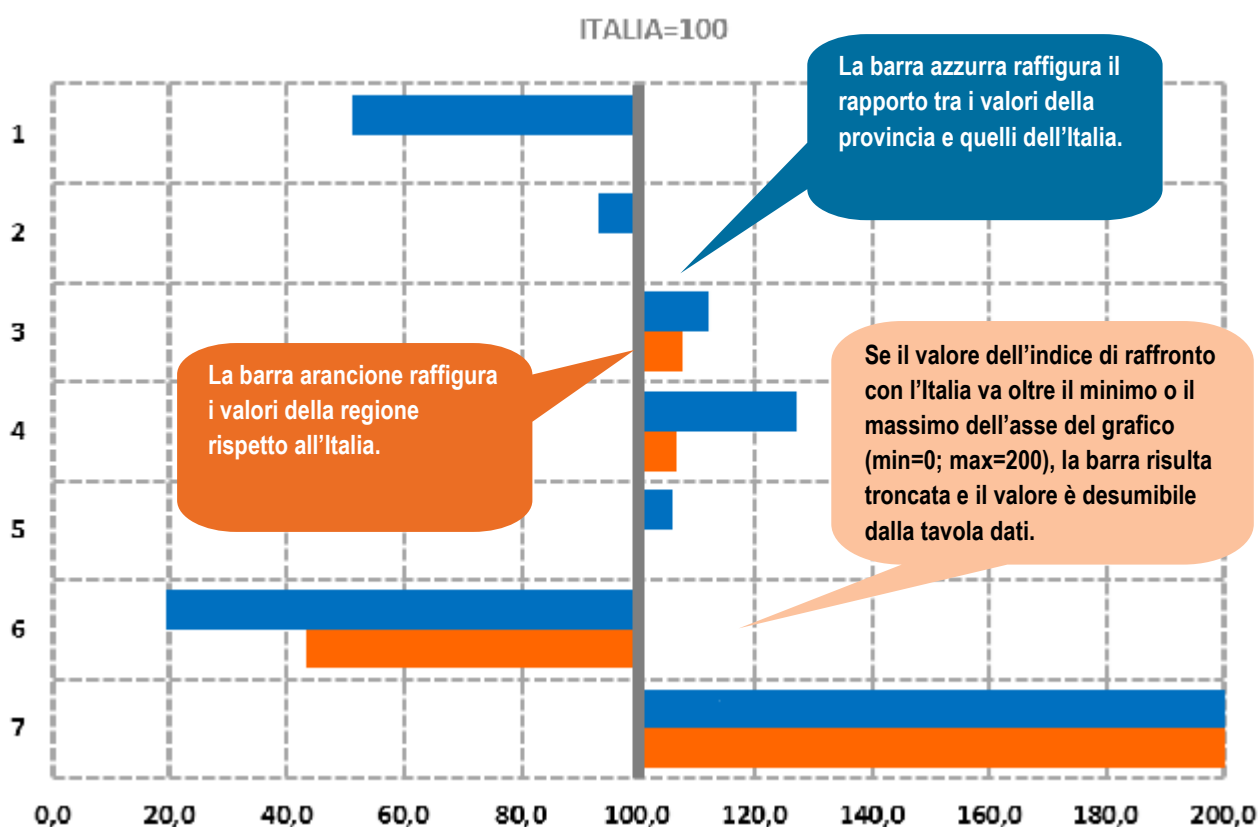 ITALIA=100
La barra azzurra raffigura il
rapporto tra i valori della
provincia e quelli dell’Italia.
La barra arancione raffigura
i valori della regione
rispetto all’Italia.
Se il valore dell’indice di raffronto
con l’Italia va oltre il minimo o il
massimo dell’asse del grafico
(min=0; max=200), la barra risulta
troncata e il valore è desumibile
dalla tavola dati.
1
2
3
4
5
6
7
0,0 20,0 40,0 60,0 80,0 100,0 120,0 140,0 160,0 180,0 200,0